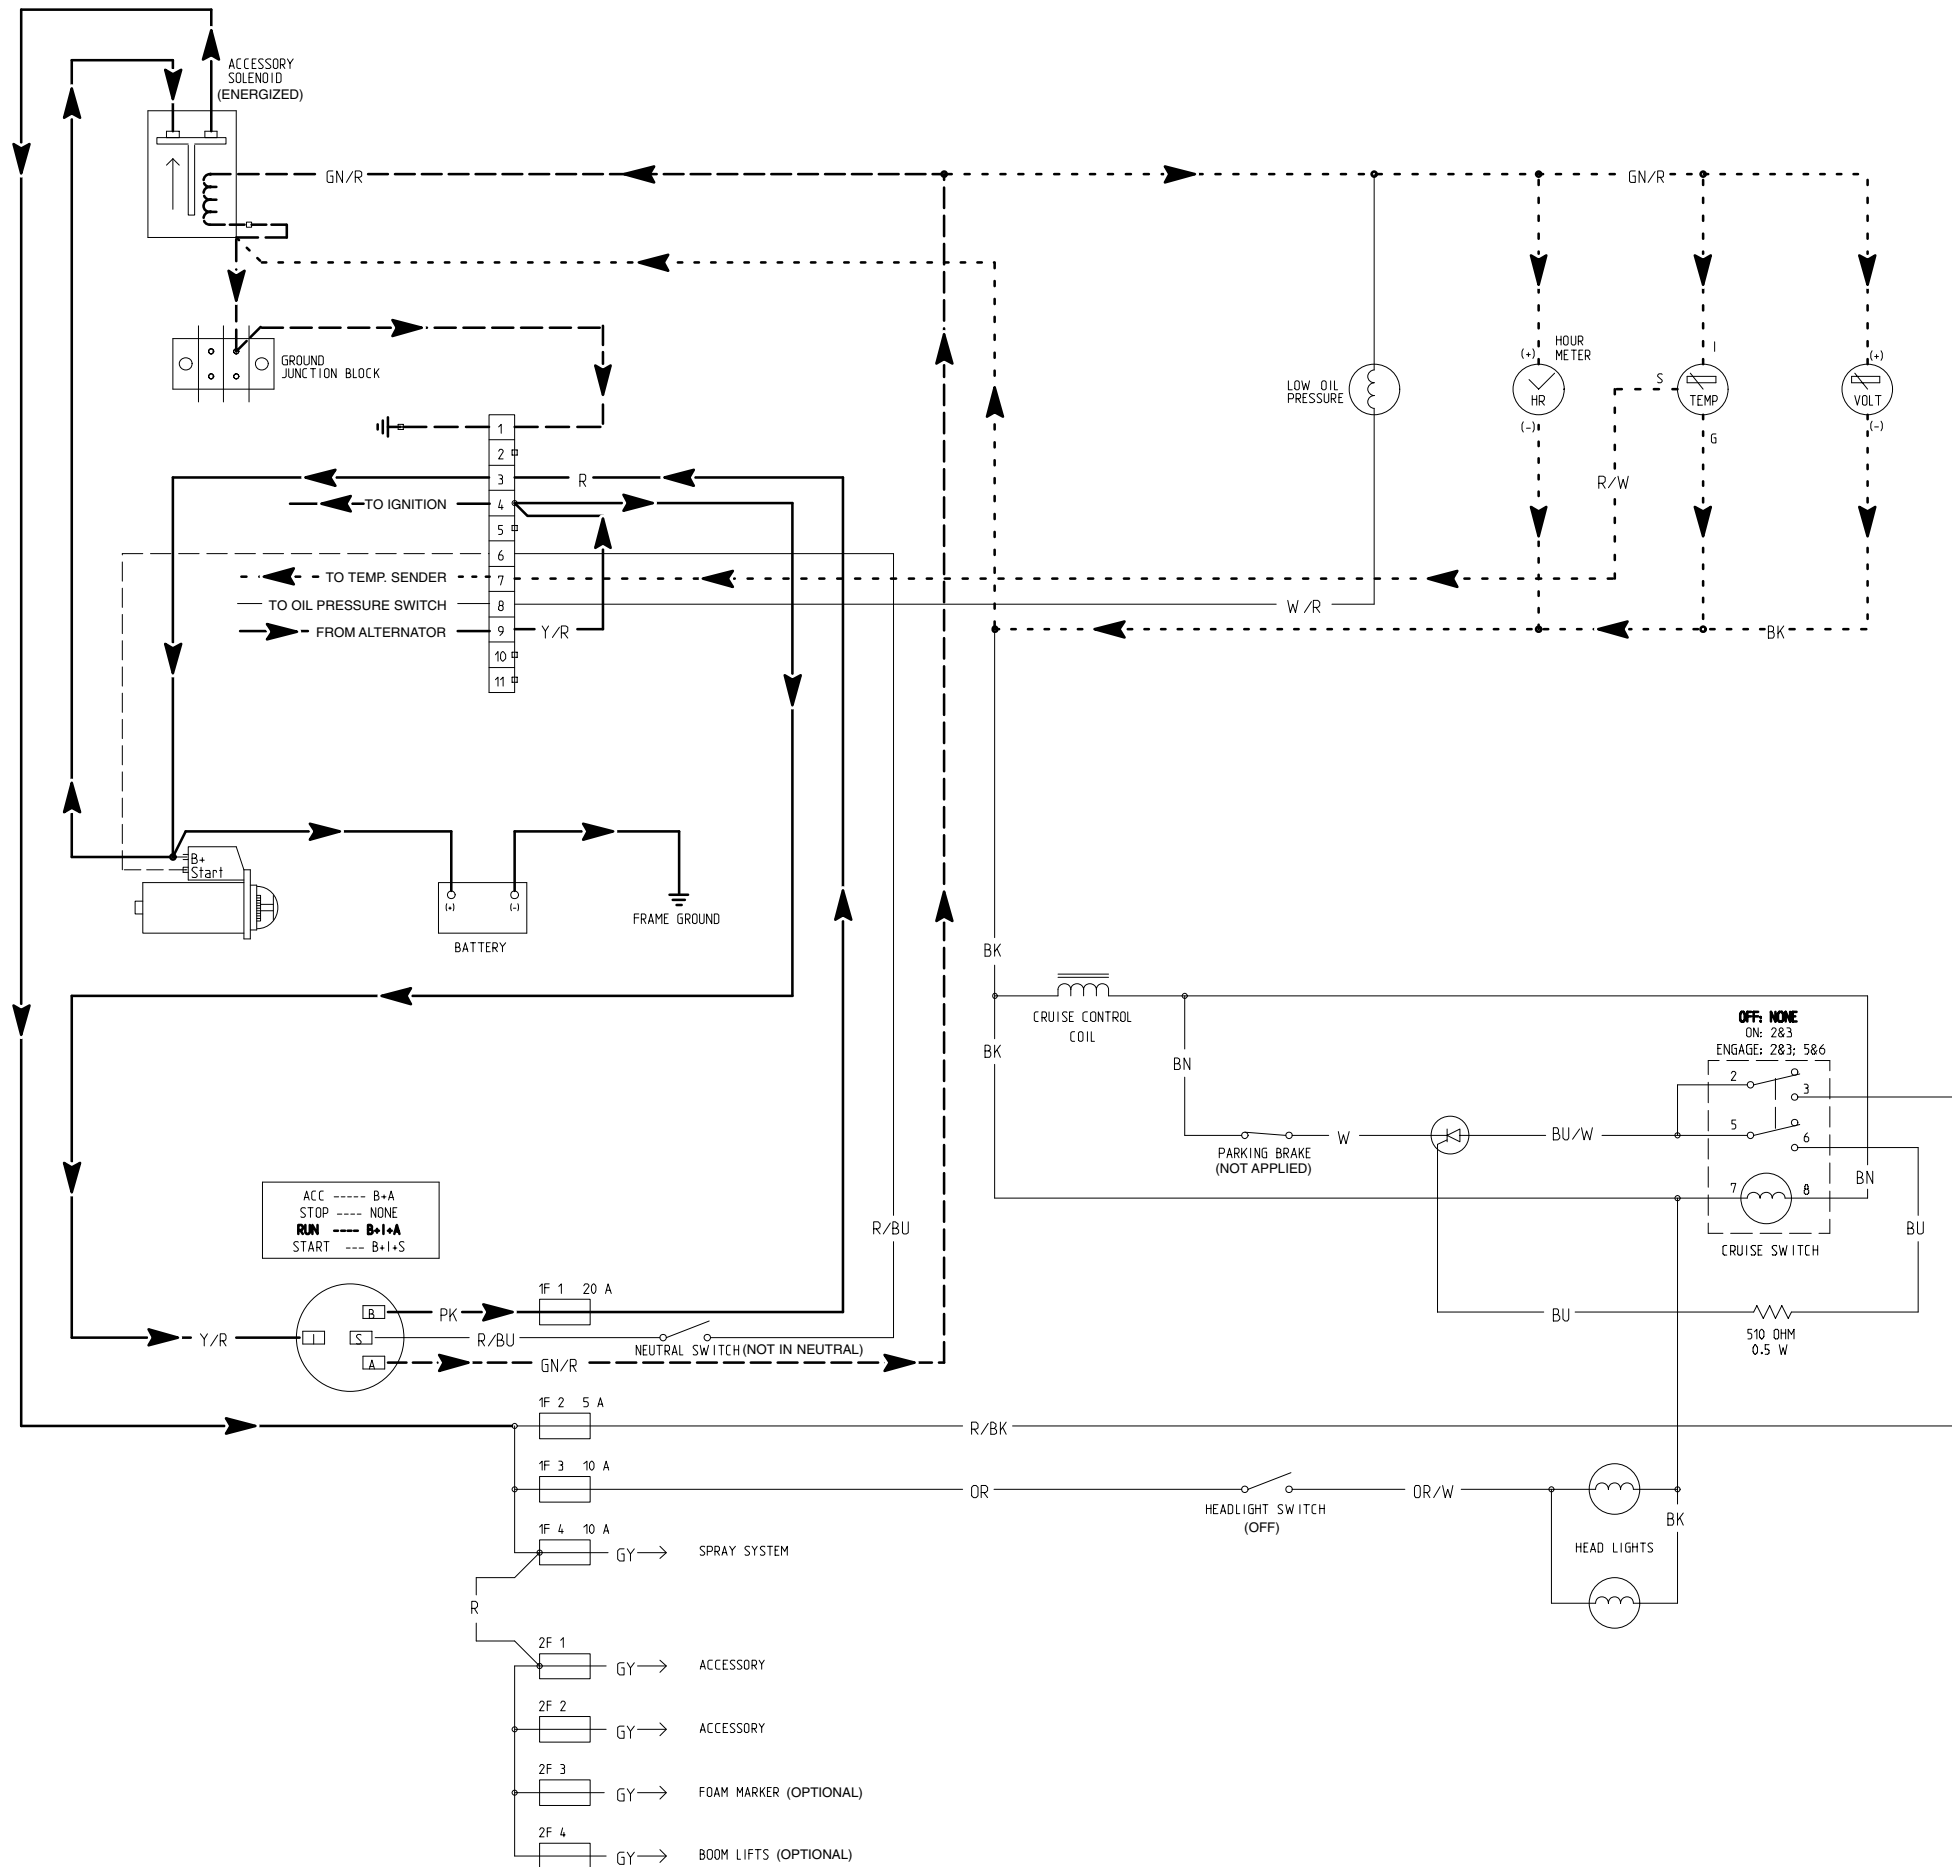 ACCESSORY
SOLENOID
(ENERGIZED)
GN/R
GN/R
GROUND
JUNCTION BLOCK
HOUR
METER
(+)
I
(+)
LOW OIL
PRESSURE
S
HR
TEMP
VOLT
(-)
G
(-)
1
2
3
R
R/W
TO IGNITION
4
5
6
TO TEMP. SENDER
7
TO OIL PRESSURE SWITCH
8
W/R
FROM ALTERNATOR
9
Y/R
BK
10
11
B+
Start
(+)
(-)
FRAME GROUND
BATTERY
BK
CRUISE CONTROL
COIL
OFF: NONE
ON: 2&3
ENGAGE: 2&3; 5&6
BK
BN
2
3
5
6
BU/W
W
PARKING BRAKE
(NOT APPLIED)
BN
7
8
CRUISE SWITCH
BU
ACC ----- B+A
STOP ---- NONE
RUN ---- B+I+A
START --- B+I+S
R/BU
1F 1 20 A
B
PK
BU
510 OHM
0.5 W
Y/R
I
S
R/BU
NEUTRAL SWITCH (NOT IN NEUTRAL)
A
GN/R
1F 2 5 A
R/BK
1F 3 10 A
OR
HEADLIGHT SWITCH
(OFF)
OR/W
BK
HEAD LIGHTS
1F 4 10 A
GY
SPRAY SYSTEM
R
2F 1
GY
ACCESSORY
2F 2
GY
ACCESSORY
2F 3
GY
FOAM MARKER (OPTIONAL)
2F 4
GY
BOOM LIFTS (OPTIONAL)